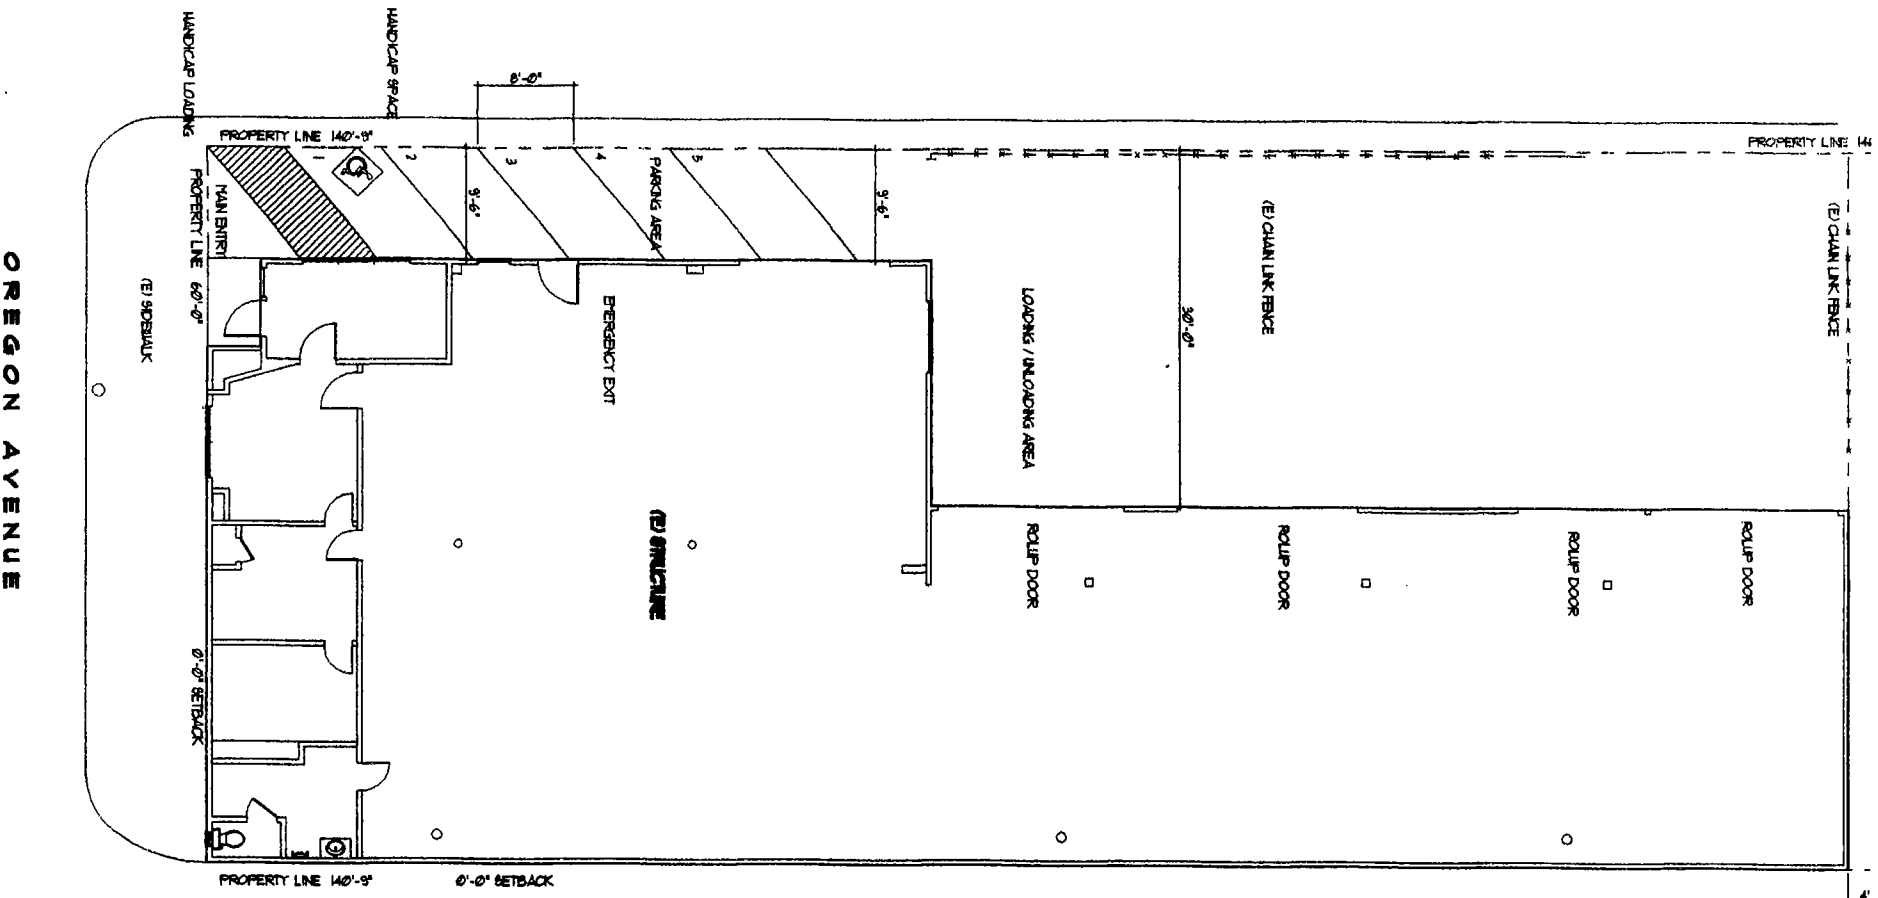 HANDICAP LOADING
HANDICAP SPACE
8'-0"
PROPERTY LINE 140'-9"
PROPERTY LINE
1
2
3
4
5
PARKING AREA
9'-6"
9'-6"
MAIN ENTRY
PROPERTY LINE 60'-0"
(E) SIDEWALK
OREGON AVENUE
EMERGENCY EXIT
LOADING / UNLOADING AREA
30'-0"
(E) CHAIN LINK FENCE
(E) CHAIN LINK FENCE
(E) STRUCTURE
ROLLUP DOOR
ROLLUP DOOR
ROLLUP DOOR
ROLLUP DOOR
0'-0" SETBACK
PROPERTY LINE 140'-9"
0'-0" SETBACK
4'